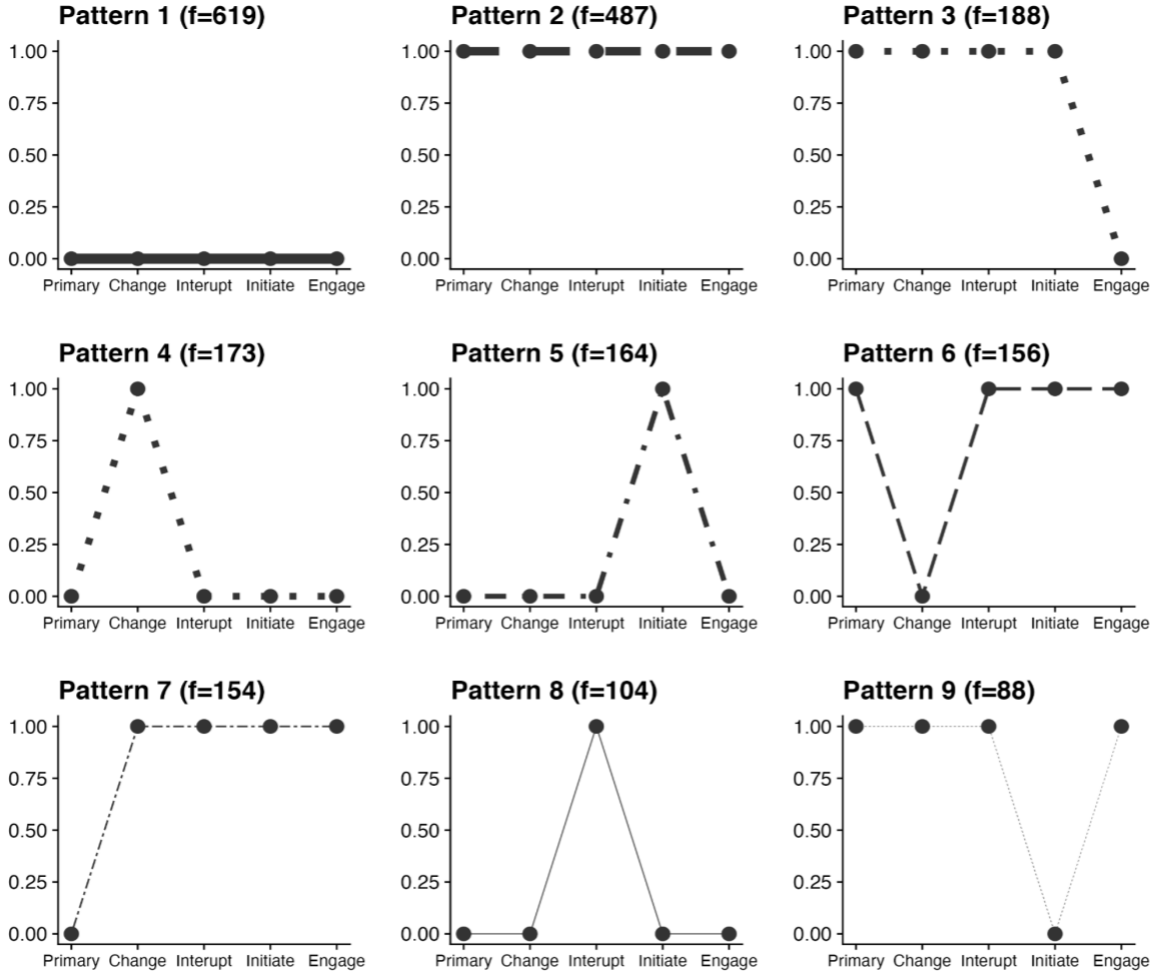 Pattern 1 (f=619)
1.00
0.75
0.50
0.25
0.00
Primary Change Interupt Initiate Engage
Pattern 2 (f=487)
1.00
0.75
0.50
0.25
0.00
Primary Change Interupt Initiate Engage
Pattern 3 (f=188)
1.00
0.75
0.50
0.25
0.00
Primary Change Interupt Initiate Engage
Pattern 4 (f=173)
1.00
0.75
0.50
0.25
0.00
Primary Change Interupt Initiate Engage
Pattern 5 (f=164)
1.00
0.75
0.50
0.25
0.00
Primary Change Interupt Initiate Engage
Pattern 6 (f=156)
1.00
0.75
0.50
0.25
0.00
Primary Change Interupt Initiate Engage
Pattern 7 (f=154)
1.00
0.75
0.50
0.25
0.00
Primary Change Interupt Initiate Engage
Pattern 8 (f=104)
1.00
0.75
0.50
0.25
0.00
Primary Change Interupt Initiate Engage
Pattern 9 (f=88)
1.00
0.75
0.50
0.25
0.00
Primary Change Interupt Initiate Engage